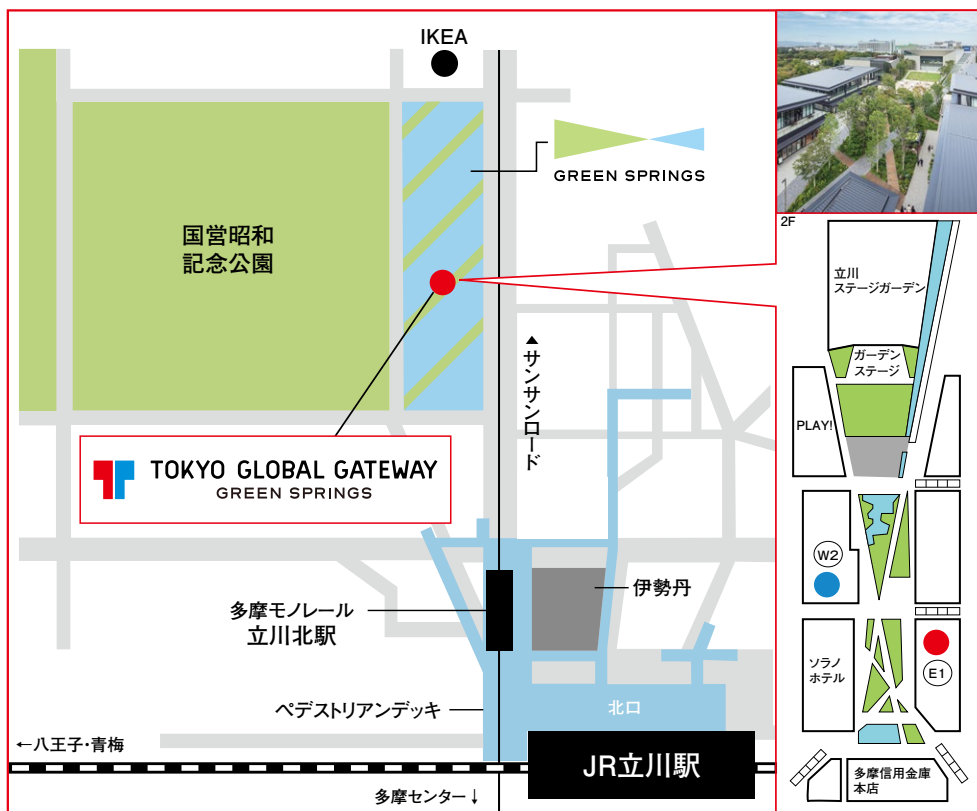 IKEA
GREEN SPRINGS
国営昭和
記念公園
▲サンサンロード
TOKYO GLOBAL GATEWAY
GREEN SPRINGS
伊勢丹
多摩モノレール
立川北駅
ペデストリアンデッキ
北口
←八王子・青梅
JR立川駅
多摩センター↓
2F
立川
ステージガーデン
ガーデン
ステージ
PLAY!
W2
ソラノ
ホテル
E1
多摩信用金庫
本店